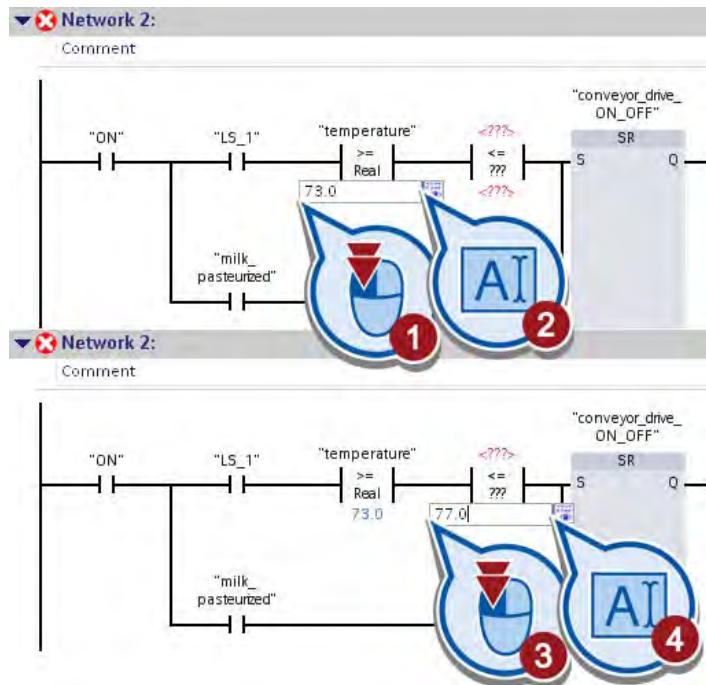 Network 2:
Comment
"conveyor_drive_
ON_OFF"
"ON" "LS_1" "temperature" <???> SR
>= <= S Q
Real ???
73.0 <???>
"milk_
pasteurized"
A
1 2
Network 2:
Comment
"conveyor_drive_
ON_OFF"
"ON" "LS_1" "temperature" <???> SR
>= <= S Q
Real ???
73.0 77.0
"milk_
pasteurized"
A
3 4